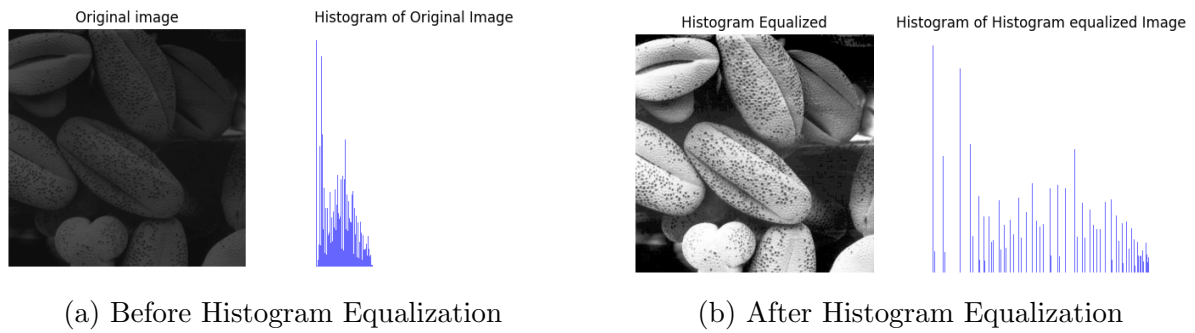 Original image
Histogram of Original Image
Histogram Equalized
Histogram of Histogram equalized Image
(a) Before Histogram Equalization
(b) After Histogram Equalization